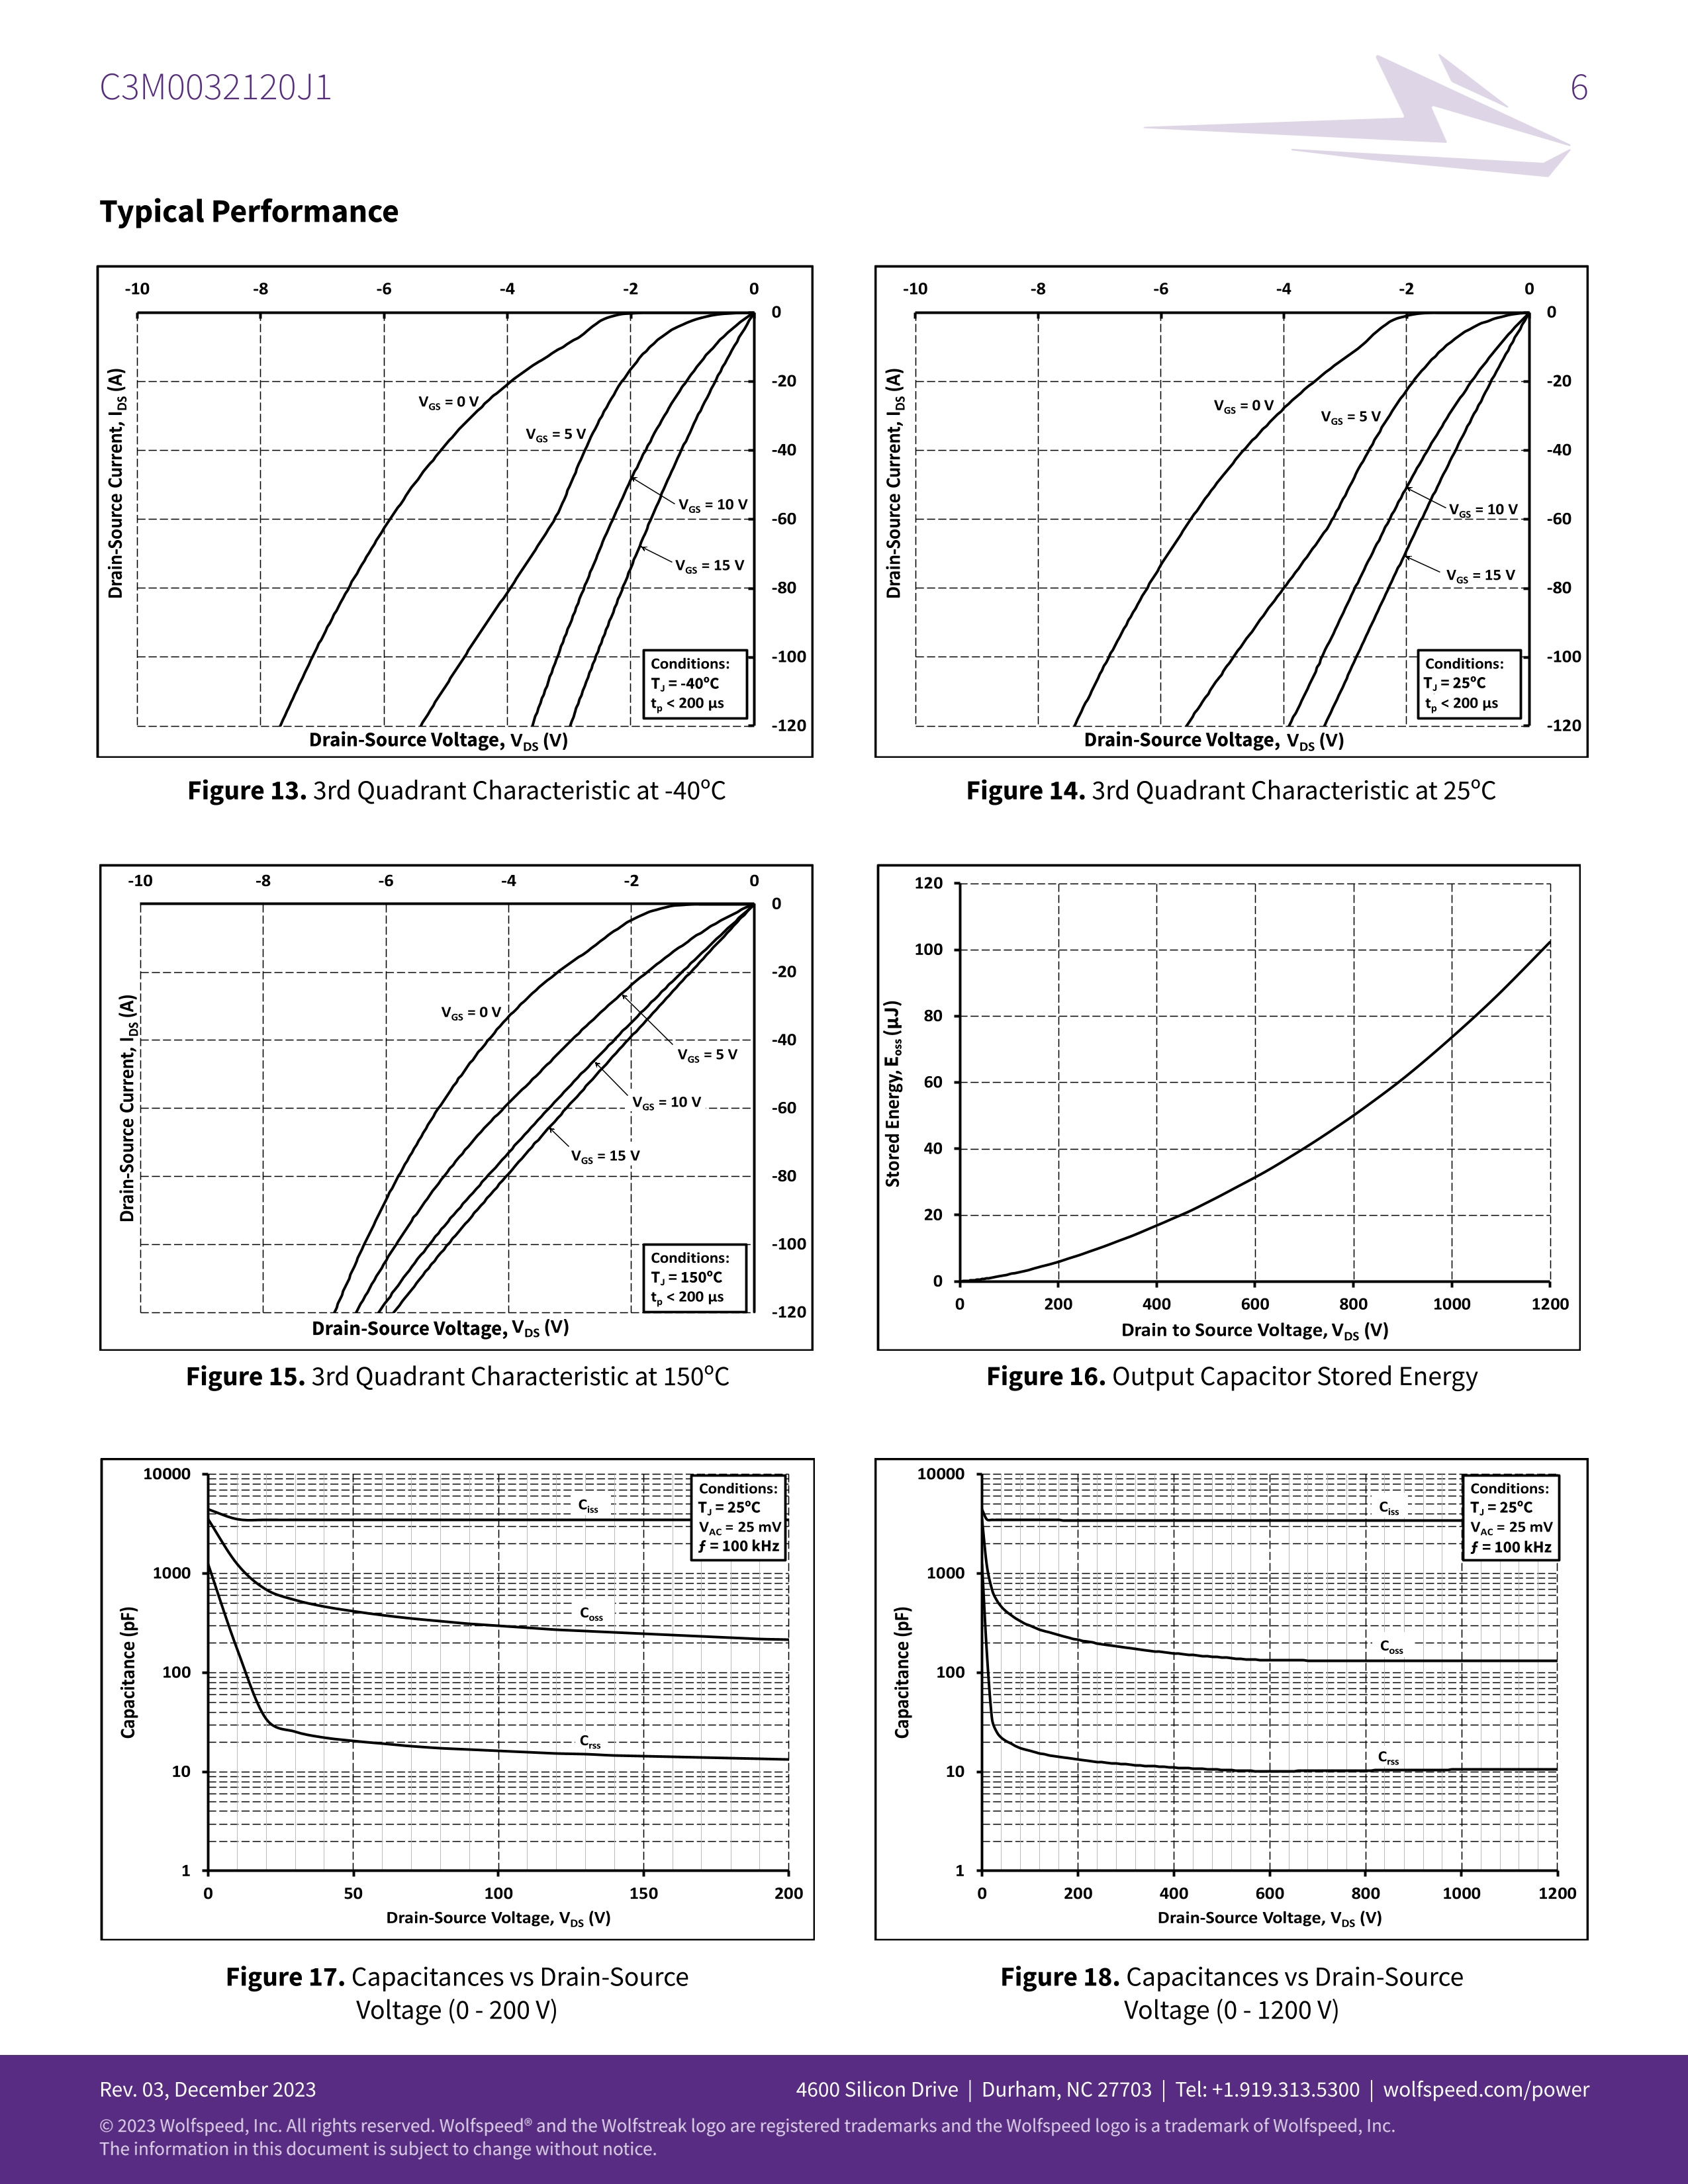 C3M0032120J1
6
Typical Performance
-10 -8 -6 -4 -2 0
0
-20
-40
-60
-80
-100
-120
Drain-Source Current, IDS (A)
VGS = 0 V
VGS = 5 V
VGS = 10 V
VGS = 15 V
Conditions:
TJ = -40°C
tp < 200 µs
Drain-Source Voltage, VDS (V)
Figure 13. 3rd Quadrant Characteristic at -40ºC
-10 -8 -6 -4 -2 0
0
-20
-40
-60
-80
-100
-120
Drain-Source Current, IDS (A)
VGS = 0 V
VGS = 5 V
VGS = 10 V
VGS = 15 V
Conditions:
TJ = 25°C
tp < 200 µs
Drain-Source Voltage, VDS (V)
Figure 14. 3rd Quadrant Characteristic at 25ºC
-10 -8 -6 -4 -2 0
0
-20
-40
-60
-80
-100
-120
Drain-Source Current, IDS (A)
VGS = 0 V
VGS = 5 V
VGS = 10 V
VGS = 15 V
Conditions:
TJ = 150°C
tp < 200 µs
Drain-Source Voltage, VDS (V)
Figure 15. 3rd Quadrant Characteristic at 150ºC
120
100
80
60
40
20
0
Stored Energy, Eoss (µJ)
0 200 400 600 800 1000 1200
Drain to Source Voltage, VDS (V)
Figure 16. Output Capacitor Stored Energy
10000
1000
100
10
1
Capacitance (pF)
Ciss
Coss
Crss
Conditions:
TJ = 25°C
VAC = 25 mV
f = 100 kHz
0 50 100 150 200
Drain-Source Voltage, VDS (V)
Figure 17. Capacitances vs Drain-Source
Voltage (0 - 200 V)
10000
1000
100
10
1
Capacitance (pF)
Ciss
Coss
Crss
Conditions:
TJ = 25°C
VAC = 25 mV
f = 100 kHz
0 200 400 600 800 1000 1200
Drain-Source Voltage, VDS (V)
Figure 18. Capacitances vs Drain-Source
Voltage (0 - 1200 V)
Rev. 03, December 2023
4600 Silicon Drive | Durham, NC 27703 | Tel: +1.919.313.5300 | wolfspeed.com/power
© 2023 Wolfspeed, Inc. All rights reserved. Wolfspeed® and the Wolfstreak logo are registered trademarks and the Wolfspeed logo is a trademark of Wolfspeed, Inc.
The information in this document is subject to change without notice.